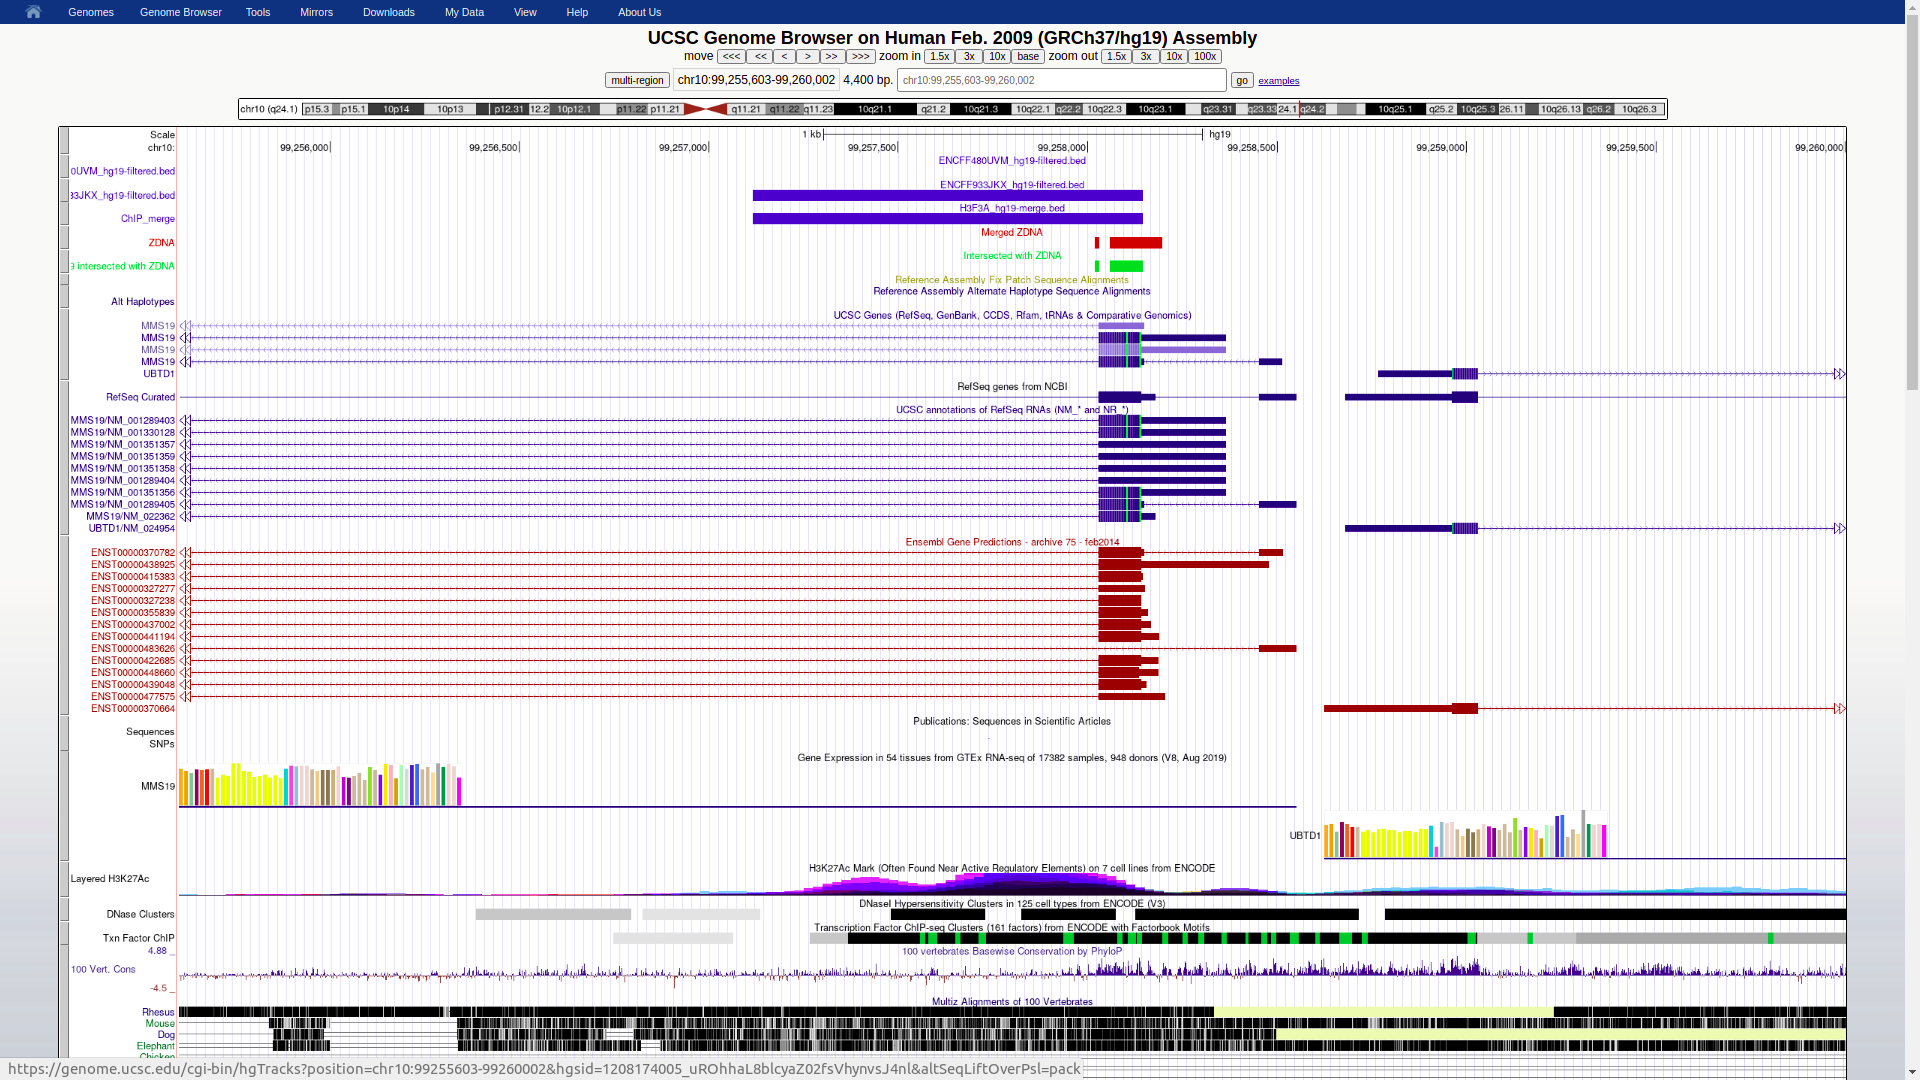 Genomes Genome Browser Tools Mirrors Downloads My Data View Help About Us
UCSC Genome Browser on Human Feb. 2009 (GRCh37/hg19) Assembly
move <<< << < > >> >>> zoom in 1.5x 3x 10x base zoom out 1.5x 3x 10x 100x
multi-region chr10:99,255,603-99,260,002 4,400 bp. chr10:99,255,603-99,260,002 go examples
chr10 (q24.1) p15.3 p15.1 10p14 10p13 p12.31 12.2 10p12.1 p11.22 p11.21 q11.21 q11.22 q11.23 10q21.1 q21.2 10q21.3 10q22.1 q22.2 10q22.3 10q23.1 q23.31 q23.33 24.1 q24.2 10q25.1 q25.2 10q25.3 26.11 10q26.13 q26.2 10q26.3
Scale 1 kb hg19
chr10: 99,256,000 99,256,500 99,257,000 99,257,500 99,258,000 99,258,500 99,259,000 99,259,500 99,260,000
ENCFF480UVM_hg19-filtered.bed
0UVM_hg19-filtered.bed
ENCFF933JKX_hg19-filtered.bed
33JKX_hg19-filtered.bed
H3F3A_hg19-merge.bed
ChIP_merge
Merged ZDNA
ZDNA
Intersected with ZDNA
9 intersected with ZDNA
Reference Assembly Fix Patch Sequence Alignments
Reference Assembly Alternate Haplotype Sequence Alignments
Alt Haplotypes
UCSC Genes (RefSeq, GenBank, CCDS, Rfam, tRNAs & Comparative Genomics)
MMS19
MMS19
MMS19
MMS19
UBTD1
RefSeq genes from NCBI
RefSeq Curated
UCSC annotations of RefSeq RNAs (NM_* and NR_*)
MMS19/NM_001289403
MMS19/NM_001330128
MMS19/NM_001351357
MMS19/NM_001351359
MMS19/NM_001351358
MMS19/NM_001289404
MMS19/NM_001351356
MMS19/NM_001289405
MMS19/NM_022362
UBTD1/NM_024954
Ensembl Gene Predictions - archive 75 - feb2014
ENST00000370782
ENST00000438925
ENST00000415383
ENST00000327277
ENST00000327238
ENST00000355839
ENST00000437002
ENST00000441194
ENST00000483626
ENST00000422685
ENST00000448660
ENST00000439048
ENST00000477575
ENST00000370664
Publications: Sequences in Scientific Articles
Sequences
SNPs
Gene Expression in 54 tissues from GTEx RNA-seq of 17382 samples, 948 donors (V8, Aug 2019)
MMS19
UBTD1
H3K27Ac Mark (Often Found Near Active Regulatory Elements) on 7 cell lines from ENCODE
Layered H3K27Ac
DNaseI Hypersensitivity Clusters in 125 cell types from ENCODE (V3)
DNase Clusters
Transcription Factor ChIP-seq Clusters (161 factors) from ENCODE with Factorbook Motifs
Txn Factor ChIP
4.88 _ 100 vertebrates Basewise Conservation by PhyloP
100 Vert. Cons
-4.5 _
Multiz Alignments of 100 Vertebrates
Rhesus
Mouse
Dog
Elephant
Chicken
https://genome.ucsc.edu/cgi-bin/hgTracks?position=chr10:99255603-99260002&hgsid=1208174005_uROhhaL8blcyaZ02fsVhynvsJ4nl&altSeqLiftOverPsl=pack